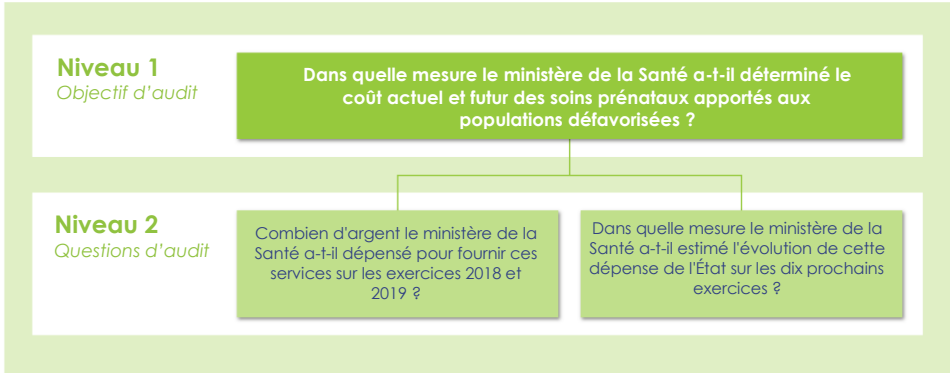 Niveau 1
Objectif d’audit
Dans quelle mesure le ministère de la Santé a-t-il déterminé le
coût actuel et futur des soins prénataux apportés aux
populations défavorisées ?
Niveau 2
Questions d’audit
Combien d'argent le ministère de la
Santé a-t-il dépensé pour fournir ces
services sur les exercices 2018 et
2019 ?
Dans quelle mesure le ministère de la
Santé a-t-il estimé l'évolution de cette
dépense de l'État sur les dix prochains
exercices ?